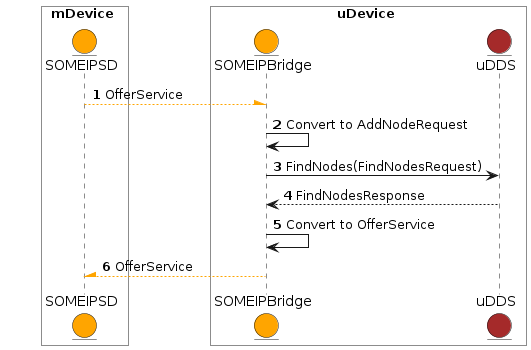 mDevice
uDevice
SOMEIPSD
SOMEIPBridge
uDDS
1 OfferService
2 Convert to AddNodeRequest
3 FindNodes(FindNodesRequest)
4 FindNodesResponse
5 Convert to OfferService
6 OfferService
SOMEIPSD
SOMEIPBridge
uDDS